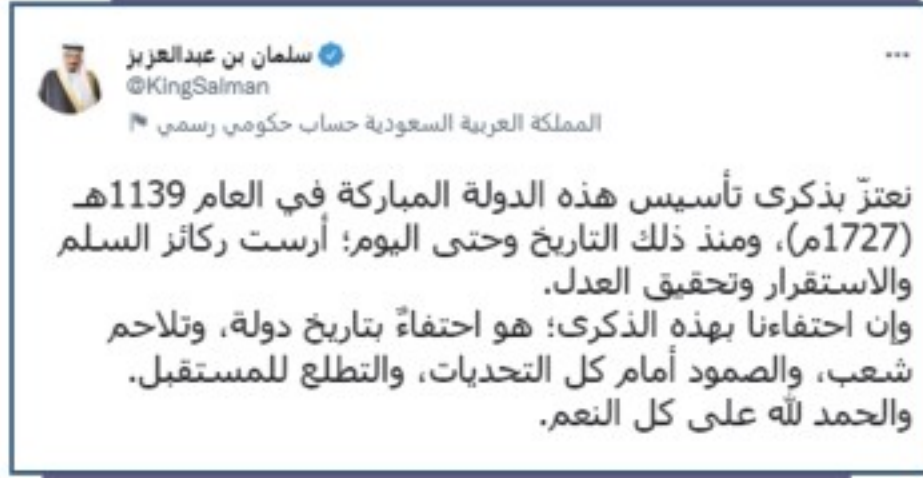 سلمان بن عبدالعزيز
@KingSalman
المملكة العربية السعودية حساب حكومي رسمي
نعتزّ بذكرى تأسيس هذه الدولة المباركة في العام 1139هـ
(1727م)، ومنذ ذلك التاريخ وحتى اليوم؛ أرست ركائز السلم
والاستقرار وتحقيق العدل.
وإن احتفاءنا بهذه الذكرى؛ هو احتفاءٌ بتاريخ دولة، وتلاحم
شعب، والصمود أمام كل التحديات، والتطلع للمستقبل.
والحمد لله على كل النعم.